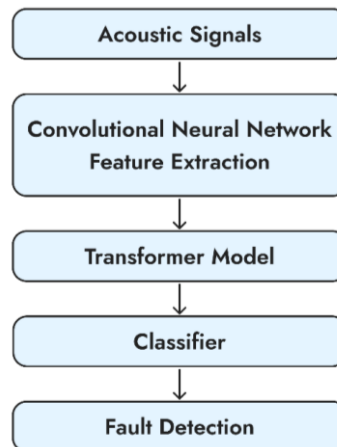 Acoustic Signals
Convolutional Neural Network
Feature Extraction
Transformer Model
Classifier
Fault Detection